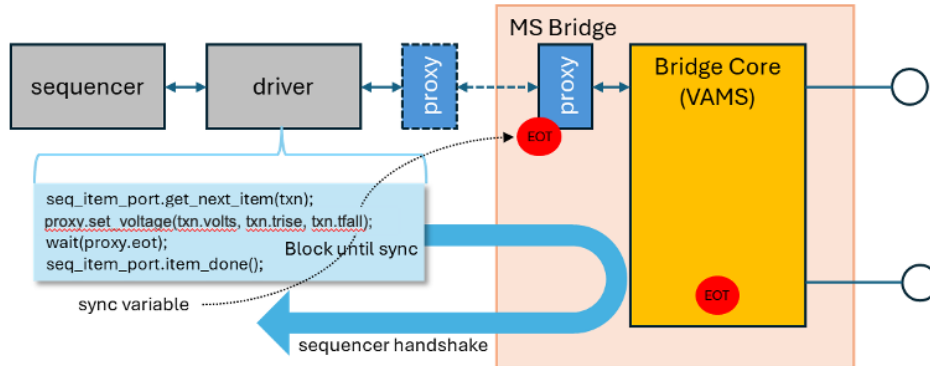 MS Bridge
sequencer
driver
proxy
proxy
Bridge Core
(VAMS)
EOT
seq_item_port.get_next_item(txn);
proxy.set_voltage(txn.volts, txn.trise, txn.tfall);
wait(proxy.eot);
Block until sync
seq_item_port.item_done();
EOT
sync variable
sequencer handshake